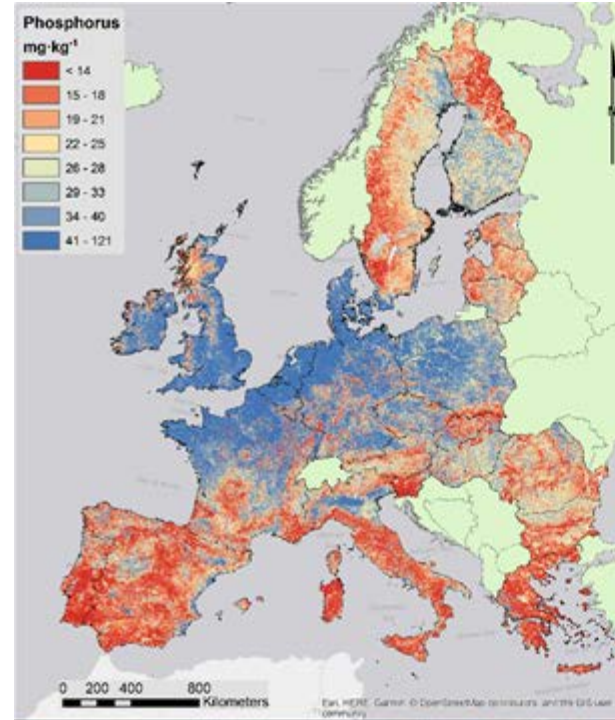 Phosphorus
mg·kg⁻¹
< 14
15 - 18
19 - 21
22 - 25
26 - 28
29 - 33
34 - 40
41 - 121
0 200 400 800
Kilometers
Esri, HERE, Garmin, © OpenStreetMap contributors, and the GIS user
community